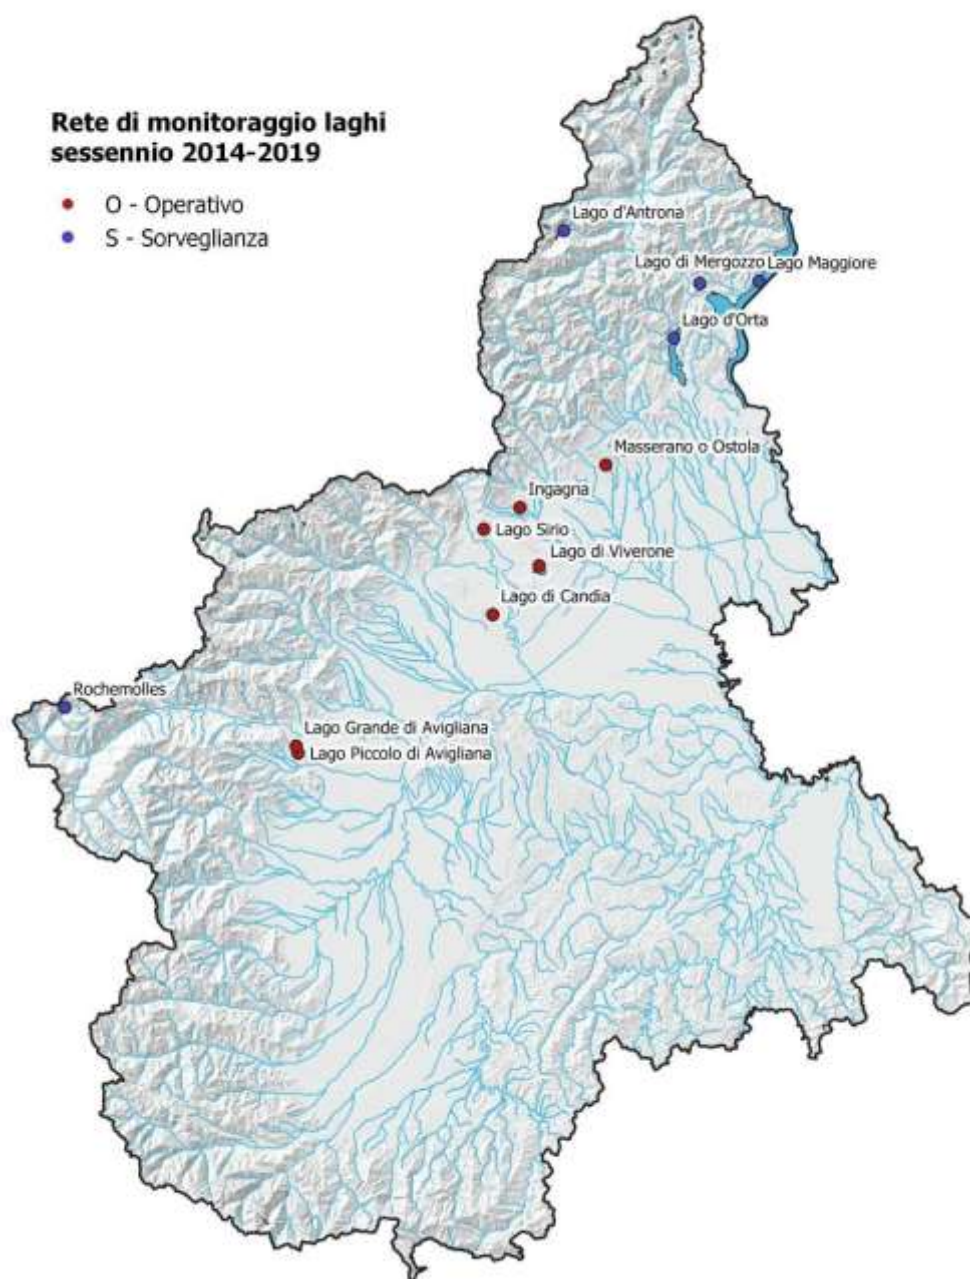 Rete di monitoraggio laghi
sessennio 2014-2019
O - Operativo
S - Sorveglianza
Lago d'Antrona
Lago di Mergozzo
Lago Maggiore
Lago d'Orta
Masserano o Ostola
Ingagna
Lago Sirio
Lago di Viverone
Lago di Candia
Rochemolles
Lago Grande di Avigliana
Lago Piccolo di Avigliana